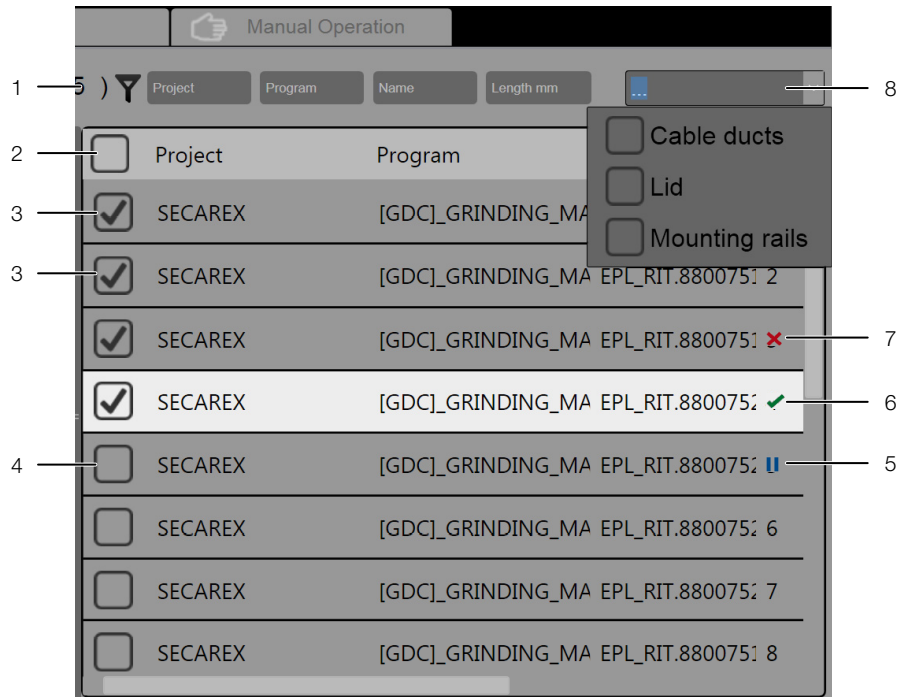 Manual Operation
1 5 ) Project Program Name Length mm ... 8
2 Project Program
Cable ducts
Lid
Mounting rails
3 SECAREX [GDC]_GRINDING_MA
3 SECAREX [GDC]_GRINDING_MA EPL_RIT.8800751 2
SECAREX [GDC]_GRINDING_MA EPL_RIT.8800751 7
SECAREX [GDC]_GRINDING_MA EPL_RIT.8800752 6
4 SECAREX [GDC]_GRINDING_MA EPL_RIT.8800752 5
SECAREX [GDC]_GRINDING_MA EPL_RIT.8800752 6
SECAREX [GDC]_GRINDING_MA EPL_RIT.8800752 7
SECAREX [GDC]_GRINDING_MA EPL_RIT.8800751 8